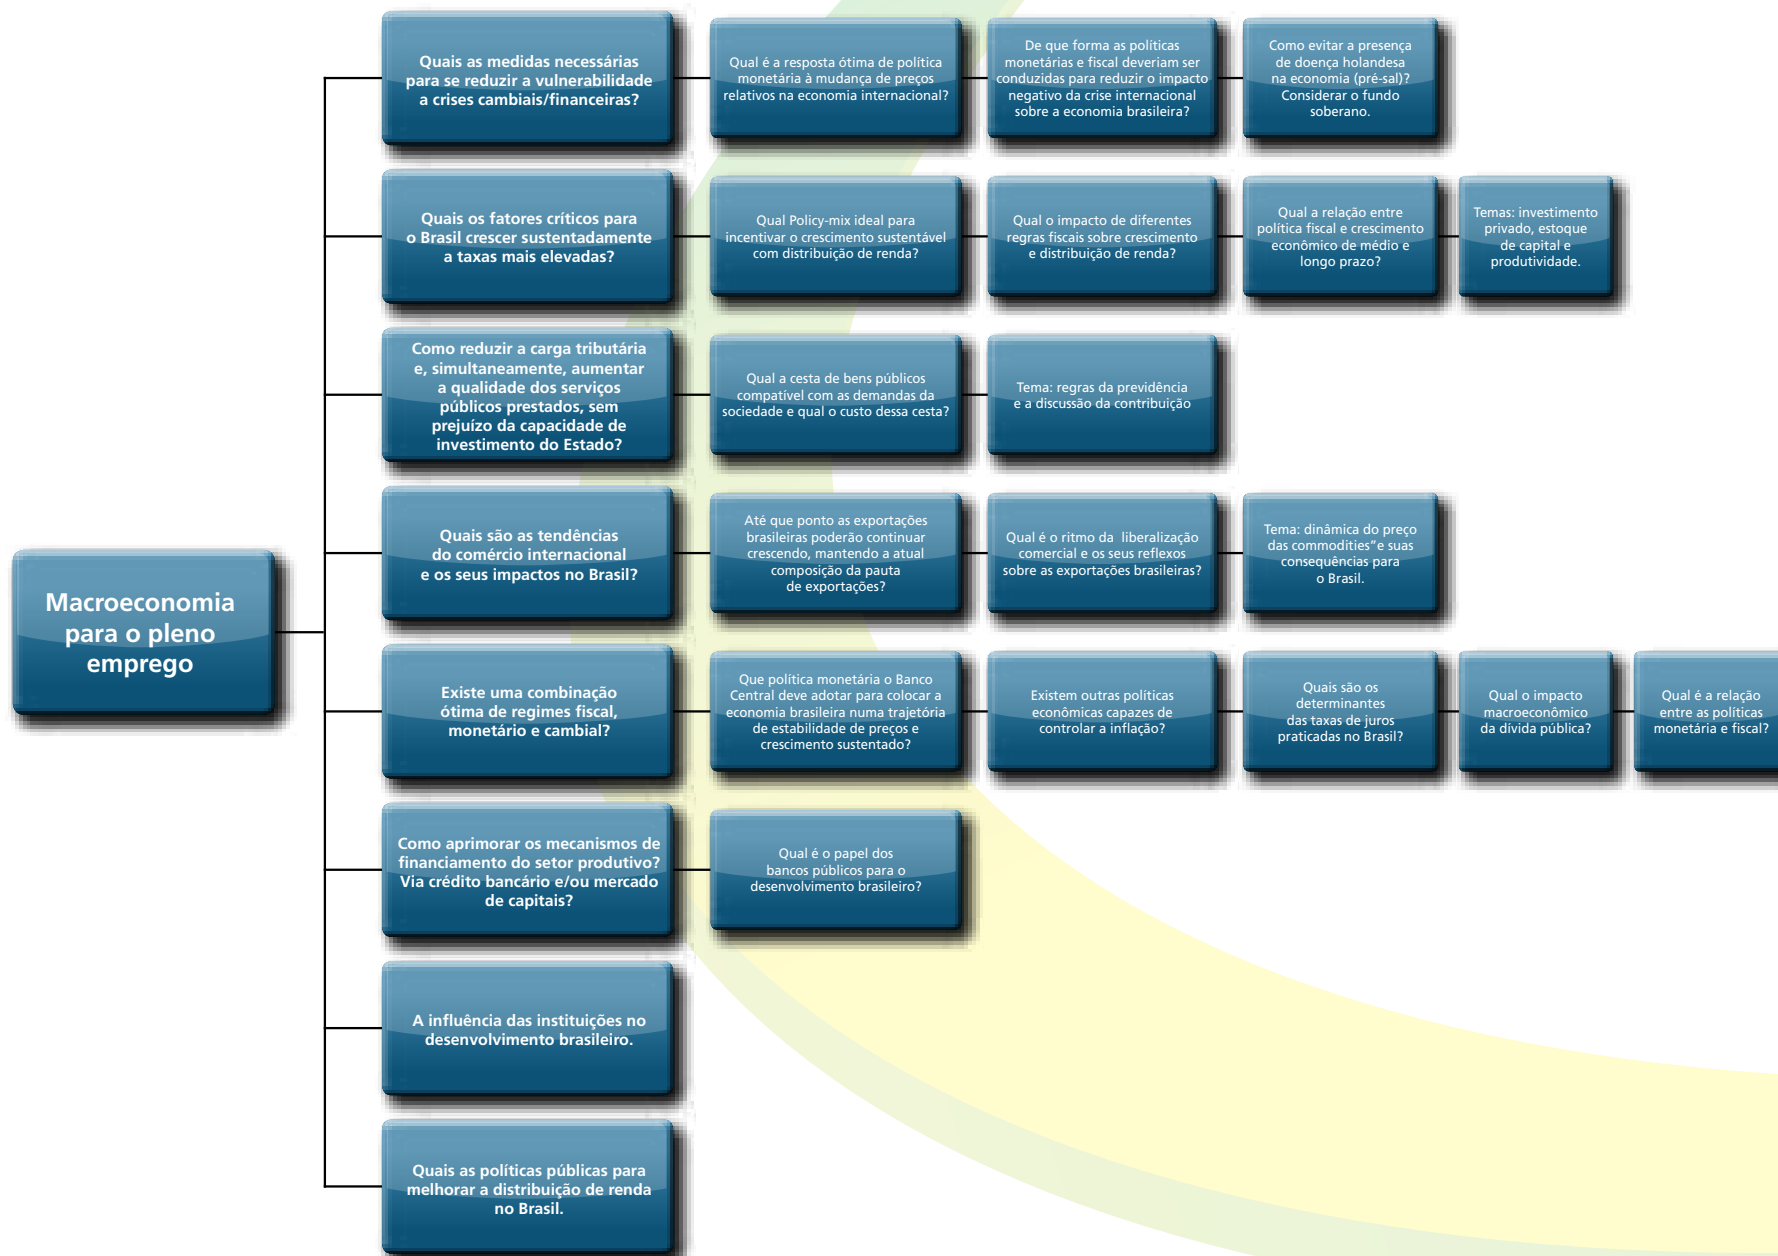 Macroeconomia
para o pleno
emprego
Quais as medidas necessárias
para se reduzir a vulnerabilidade
a crises cambiais/financeiras?
Qual é a resposta ótima de política
monetária à mudança de preços
relativos na economia internacional?
De que forma as políticas
monetárias e fiscal deveriam ser
conduzidas para reduzir o impacto
negativo da crise internacional
sobre a economia brasileira?
Como evitar a presença
de doença holandesa
na economia (pré-sal)?
Considerar o fundo
soberano.
Quais os fatores críticos para
o Brasil crescer sustentadamente
a taxas mais elevadas?
Qual Policy-mix ideal para
incentivar o crescimento sustentável
com distribuição de renda?
Qual o impacto de diferentes
regras fiscais sobre crescimento
e distribuição de renda?
Qual a relação entre
política fiscal e crescimento
econômico de médio e
longo prazo?
Temas: investimento
privado, estoque
de capital e
produtividade.
Como reduzir a carga tributária
e, simultaneamente, aumentar
a qualidade dos serviços
públicos prestados, sem
prejuízo da capacidade de
investimento do Estado?
Qual a cesta de bens públicos
compatível com as demandas da
sociedade e qual o custo dessa cesta?
Tema: regras da previdência
e a discussão da contribuição
Quais são as tendências
do comércio internacional
e os seus impactos no Brasil?
Até que ponto as exportações
brasileiras poderão continuar
crescendo, mantendo a atual
composição da pauta
de exportações?
Qual é o ritmo da  liberalização
comercial e os seus reflexos
sobre as exportações brasileiras?
Tema: dinâmica do preço
das commodities” e suas
consequências para
o Brasil.
Existe uma combinação
ótima de regimes fiscal,
monetário e cambial?
Que política monetária o Banco
Central deve adotar para colocar a
economia brasileira numa trajetória
de estabilidade de preços e
crescimento sustentado?
Existem outras políticas
econômicas capazes de
controlar a inflação?
Quais são os
determinantes
das taxas de juros
praticadas no Brasil?
Qual o impacto
macroeconômico
da dívida pública?
Qual é a relação
entre as políticas
monetária e fiscal?
Como aprimorar os mecanismos de
financiamento do setor produtivo?
Via crédito bancário e/ou mercado
de capitais?
Qual é o papel dos
bancos públicos para o
desenvolvimento brasileiro?
A influência das instituições no
desenvolvimento brasileiro.
Quais as políticas públicas para
melhorar a distribuição de renda
no Brasil.